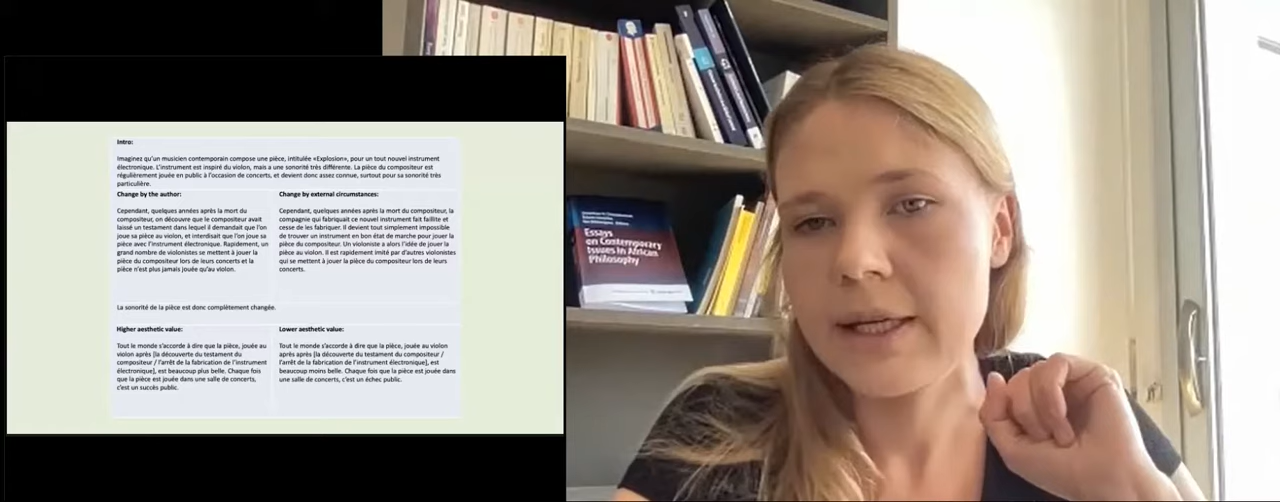 Intro:
Imaginez qu'un musicien contemporain compose une pièce, intitulée «Explosion», pour un tout nouvel instrument
électronique. L'instrument est inspiré du violon, mais a une sonorité très différente. La pièce du compositeur est
régulièrement jouée en public à l'occasion de concerts, et devient donc assez connue, surtout pour sa sonorité très
particulière.
Change by the author:
Cependant, quelques années après la mort du
compositeur, on découvre que le compositeur avait
laissé un testament dans lequel il demandait que l'on
joue sa pièce au violon, et interdisait que l'on joue sa
pièce avec l'instrument électronique. Rapidement, un
grand nombre de violonistes se mettent à jouer la
pièce du compositeur lors de leurs concerts et la
pièce n'est plus jamais jouée qu'au violon.
Change by external circumstances:
Cependant, quelques années après la mort du compositeur, la
compagnie qui fabriquait ce nouvel instrument fait faillite et
cesse de les fabriquer. Il devient tout simplement impossible
de trouver un instrument en bon état de marche pour jouer la
pièce du compositeur. Un violoniste a alors l'idée de jouer la
pièce au violon. Il est rapidement imité par d'autres violonistes
qui se mettent à jouer la pièce du compositeur lors de leurs
concerts.
La sonorité de la pièce est donc complètement changée.
Higher aesthetic value:
Tout le monde s'accorde à dire que la pièce, jouée au
violon après [la découverte du testament du
compositeur / l'arrêt de la fabrication de l'instrument
électronique], est beaucoup plus belle. Chaque fois
que la pièce est jouée dans une salle de concerts,
c'est un succès public.
Lower aesthetic value:
Tout le monde s'accorde à dire que la pièce, jouée au violon
après après [la découverte du testament du compositeur /
l'arrêt de la fabrication de l'instrument électronique], est
beaucoup moins belle. Chaque fois que la pièce est jouée dans
une salle de concerts, c'est un échec public.
Essays
on Contemporary
Issues in African
Philosophy